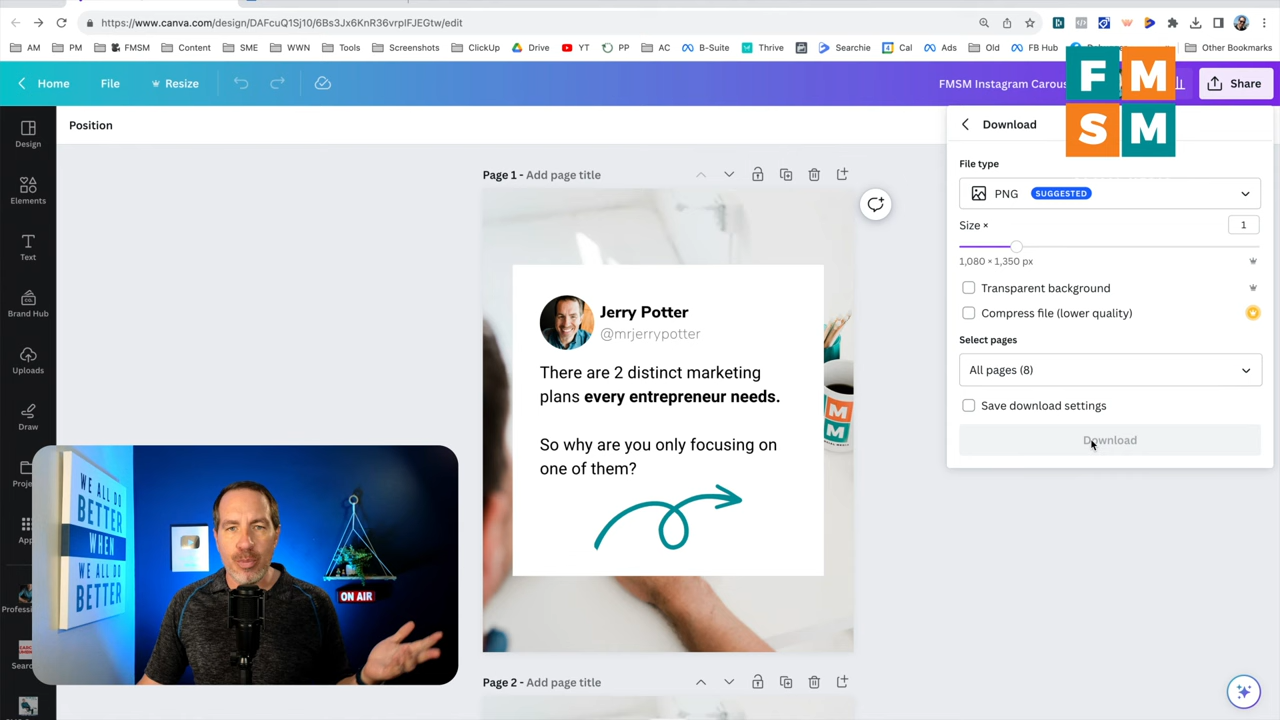 https://www.canva.com/design/DAFcuQ1Sj10/6Bs3Jx6KnR36vrpIFJEGtw/edit
AM PM FMSM Content SME WWN Tools Screenshots ClickUp Drive YT PP AC B-Suite Thrive Searchie Cal Ads Old FB Hub Other Bookmarks
Home File Resize FMSM Instagram Carous Share
F M
S M
Position
Download
Design
Elements
Text
Brand Hub
Uploads
Draw
Proje
App
Professio
Searc
File type
PNG SUGGESTED
Size × 1
1,080 × 1,350 px
Transparent background
Compress file (lower quality)
Select pages
All pages (8)
Save download settings
Download
Page 1 - Add page title
Jerry Potter
@mrjerrypotter
There are 2 distinct marketing
plans every entrepreneur needs.
So why are you only focusing on
one of them?
M
M
WE ALL DO
BETTER
WHEN
WE ALL DO
BETTER
ON AIR
Page 2 - Add page title